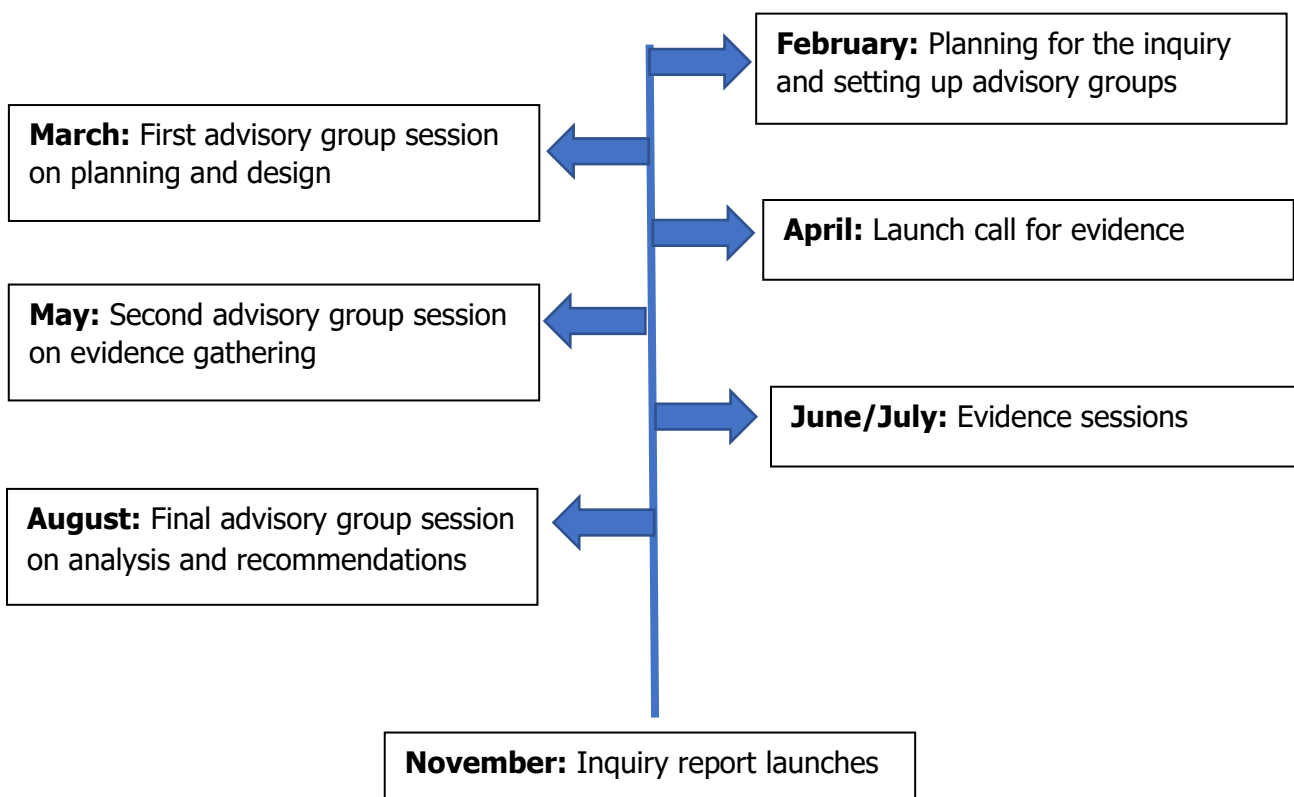 February: Planning for the inquiry
and setting up advisory groups
March: First advisory group session
on planning and design
April: Launch call for evidence
May: Second advisory group session
on evidence gathering
June/July: Evidence sessions
August: Final advisory group session
on analysis and recommendations
November: Inquiry report launches